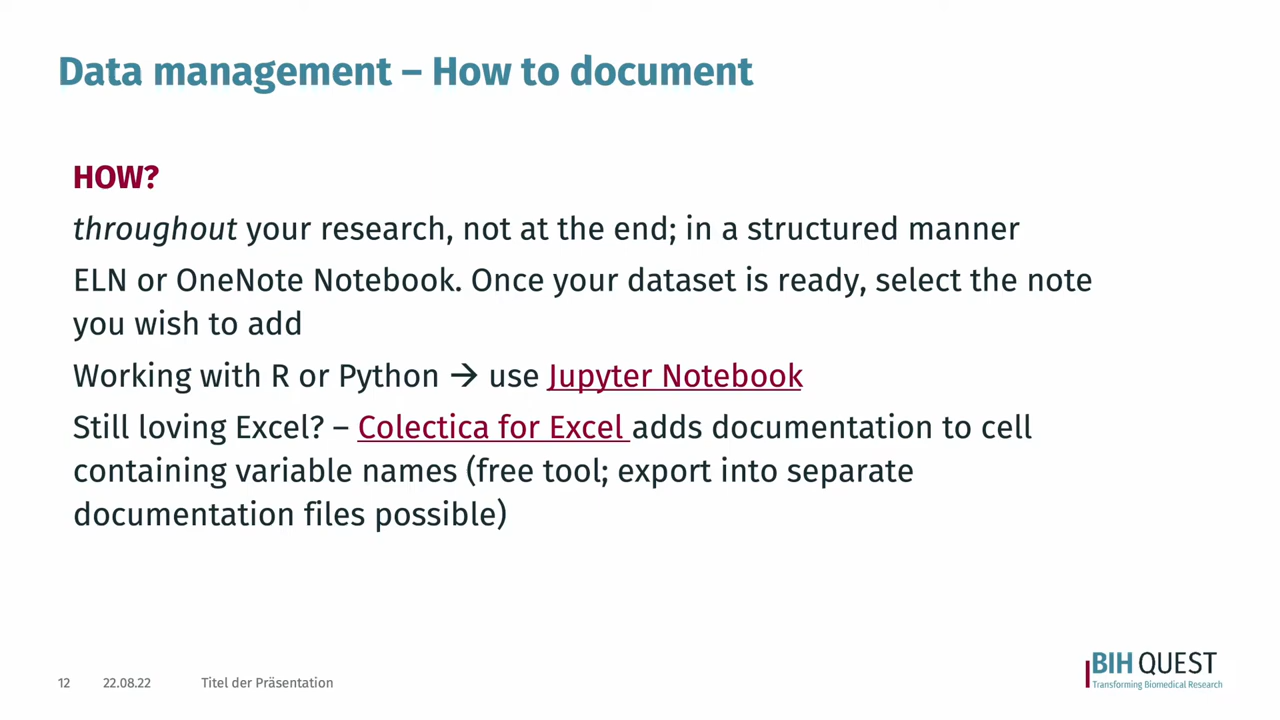 Data management – How to document
HOW?
throughout your research, not at the end; in a structured manner
ELN or OneNote Notebook. Once your dataset is ready, select the note
you wish to add
Working with R or Python → use Jupyter Notebook
Still loving Excel? – Colectica for Excel adds documentation to cell
containing variable names (free tool; export into separate
documentation files possible)
12 22.08.22 Titel der Präsentation
BIH QUEST
Transforming Biomedical Research